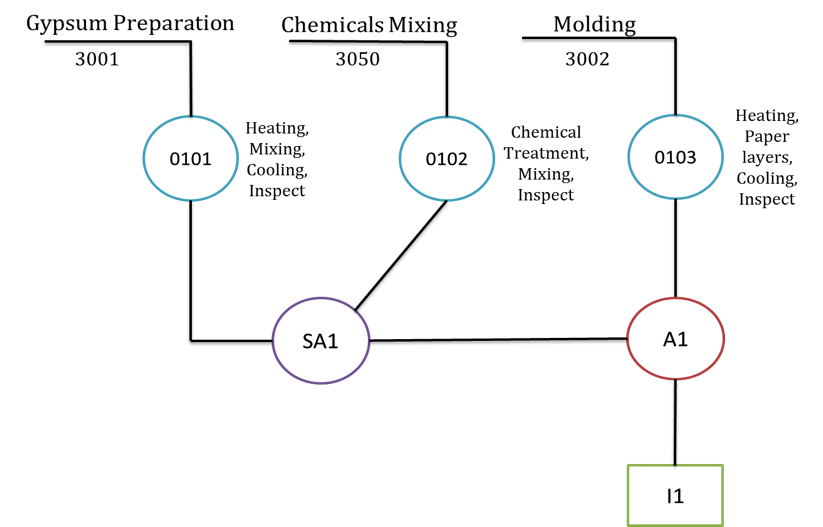 Gypsum Preparation
3001
Chemicals Mixing
3050
Molding
3002
0101
Heating,
Mixing,
Cooling,
Inspect
0102
Chemical
Treatment,
Mixing,
Inspect
0103
Heating,
Paper
layers,
Cooling,
Inspect
SA1
A1
I1